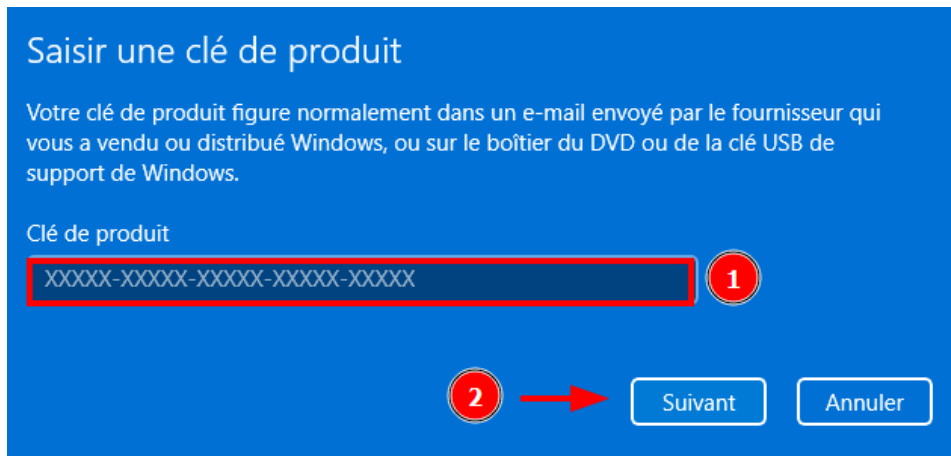 Saisir une clé de produit
Votre clé de produit figure normalement dans un e-mail envoyé par le fournisseur qui
vous a vendu ou distribué Windows, ou sur le boîtier du DVD ou de la clé USB de
support de Windows.
Clé de produit
XXXXX-XXXXX-XXXXX-XXXXX-XXXXX
1
2
Suivant
Annuler